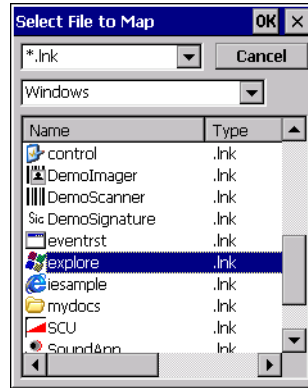 Select File to Map OK ×
*.lnk Cancel
Windows
Name Type
control .lnk
DemoImager .lnk
DemoScanner .lnk
Sic DemoSignature .lnk
eventrst .lnk
explore .lnk
iesample .lnk
mydocs .lnk
SCU .lnk
SoundApp .lnk